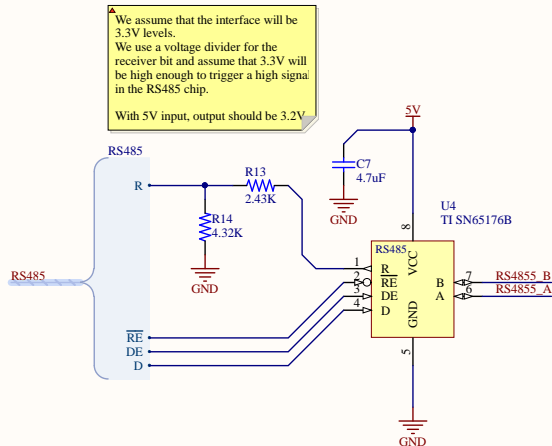 We assume that the interface will be
3.3V levels.
We use a voltage divider for the
receiver bit and assume that 3.3V will
be high enough to trigger a high signal
in the RS485 chip.
With 5V input, output should be 3.2V
RS485
R
R13
2.43K
R14
4.32K
GND
5V
C7
4.7uF
GND
U4
TI SN65176B
8
RS485
VCC
1
R
2
RE
3
DE
4
D
B
7
RS4855_B
A
6
RS4855_A
GND
5
GND
RS485
RE
DE
D